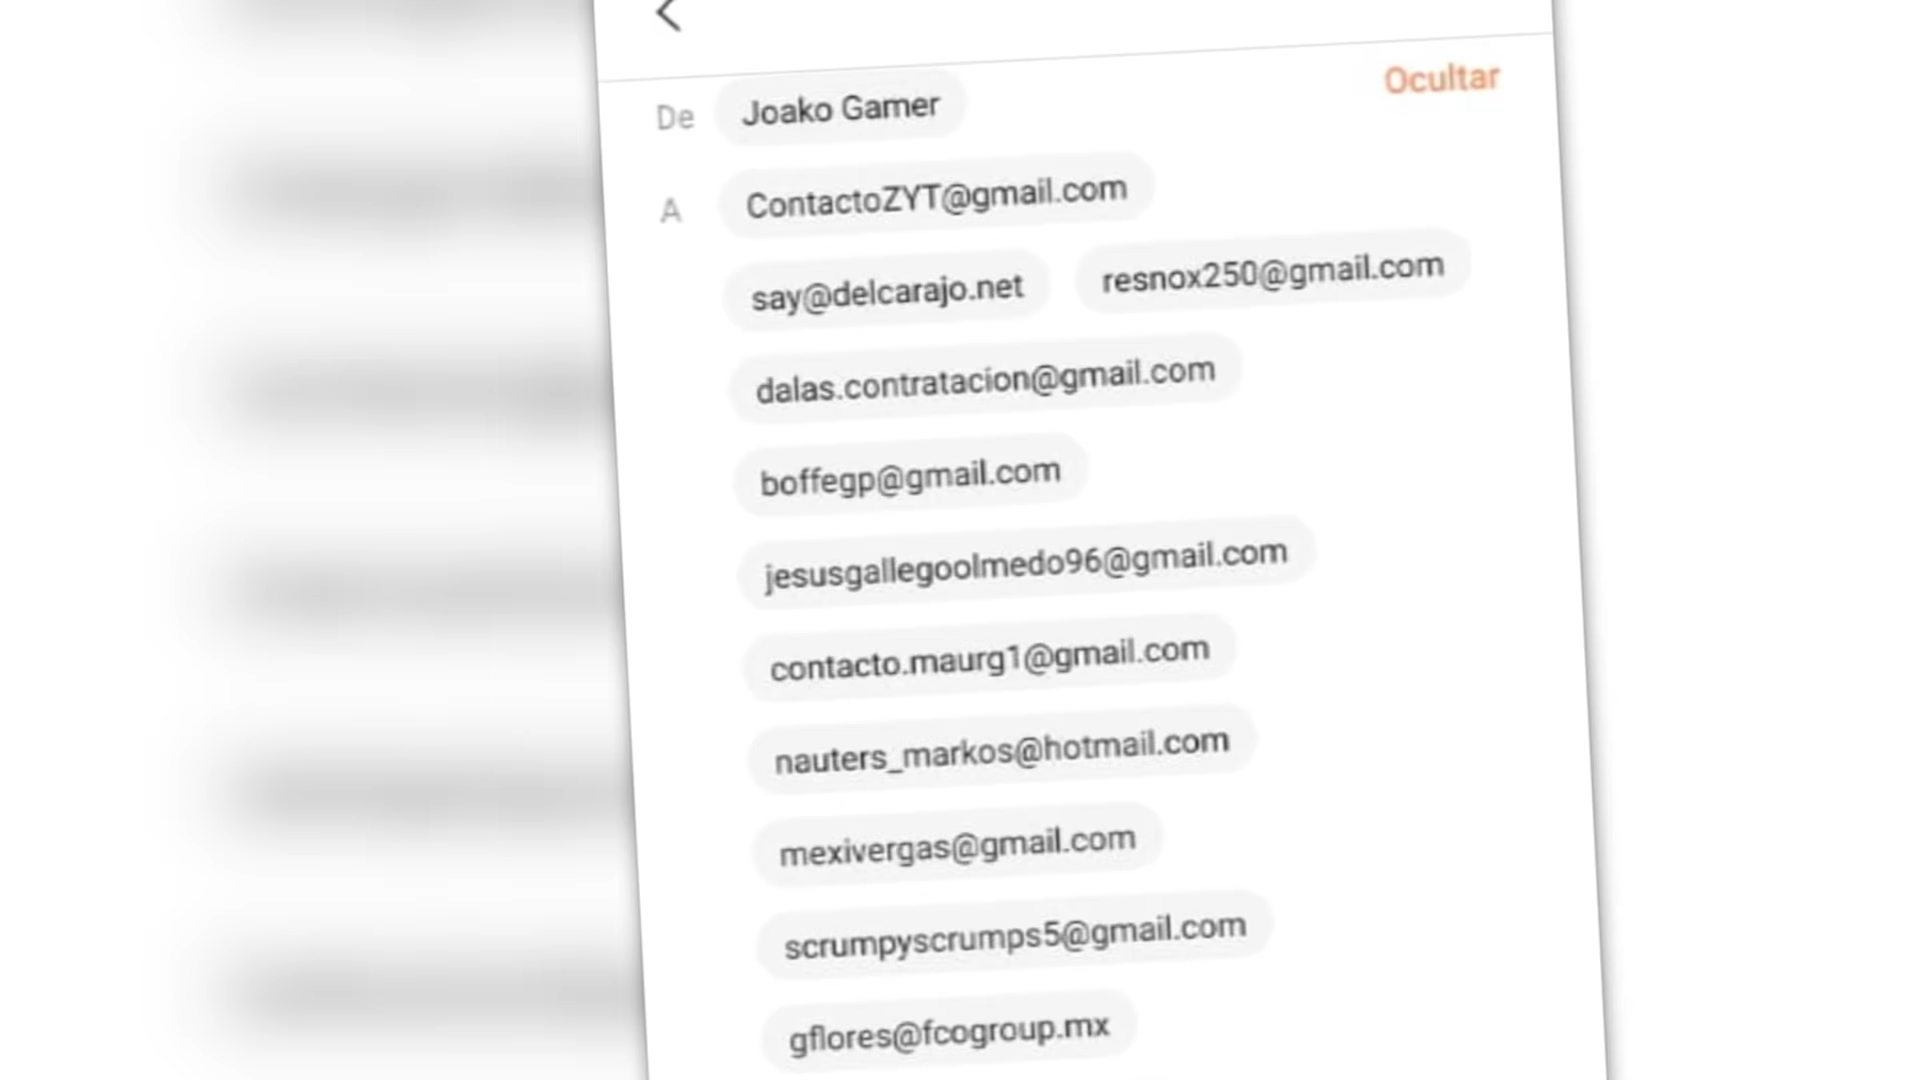 Ocultar
De Joako Gamer
A ContactoZYT@gmail.com
say@delcarajo.net resnox250@gmail.com
dalas.contratacion@gmail.com
boffegp@gmail.com
jesusgallegoolmedo96@gmail.com
contacto.maurg1@gmail.com
nauters_markos@hotmail.com
mexivergas@gmail.com
scrumpyscrumps5@gmail.com
gflores@fcogroup.mx